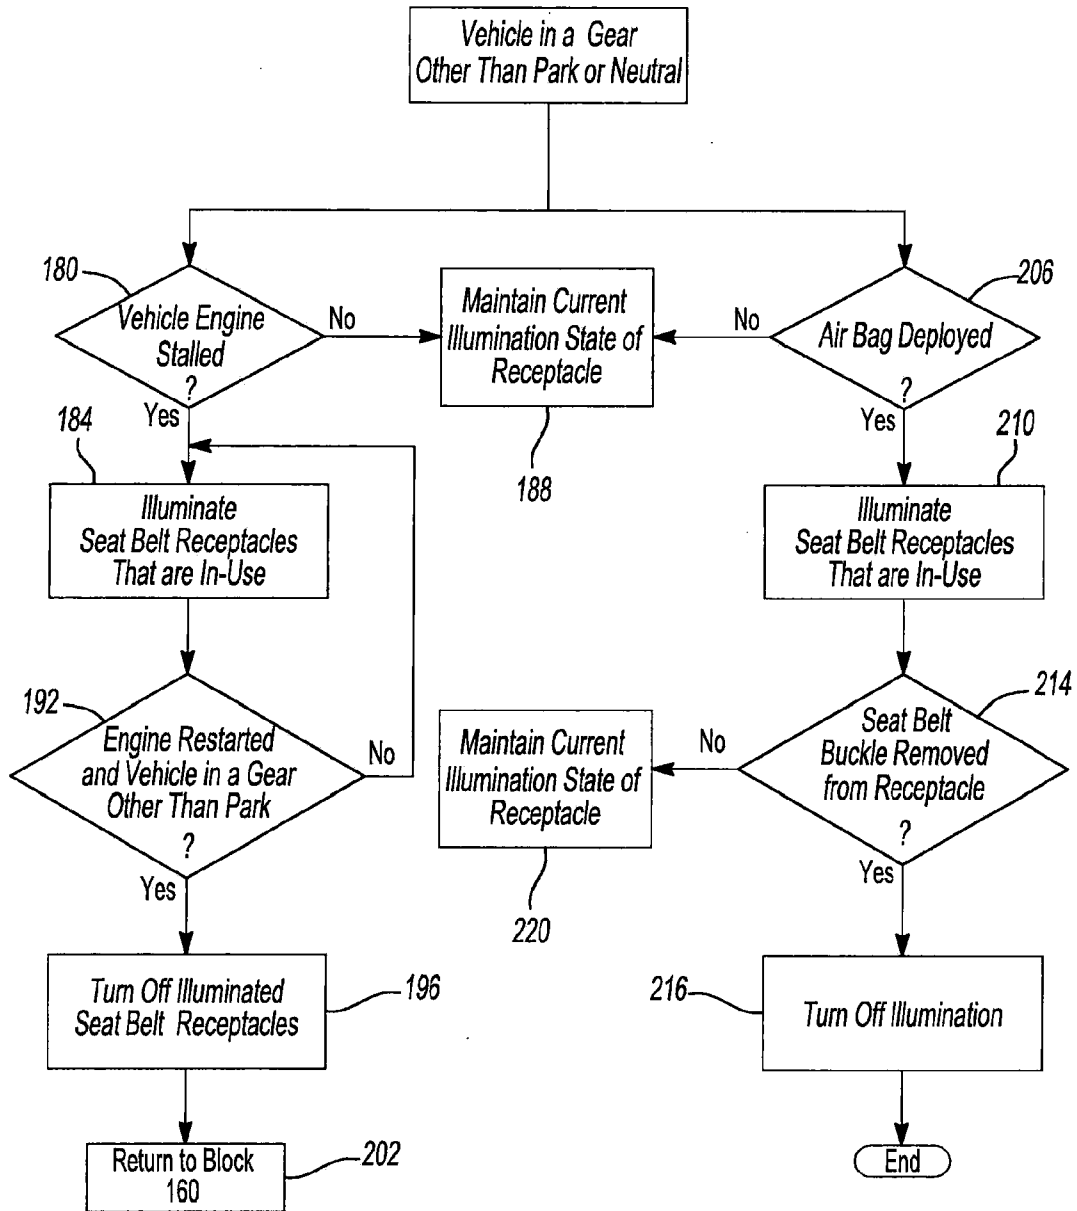 Vehicle in a Gear
Other Than Park or Neutral
180
Vehicle Engine
Stalled
?
No
Yes
Maintain Current
Illumination State of
Receptacle
188
206
Air Bag Deployed
?
No
Yes
184
Illuminate
Seat Belt Receptacles
That are In-Use
210
Illuminate
Seat Belt Receptacles
That are In-Use
192
Engine Restarted
and Vehicle in a Gear
Other Than Park
?
No
Yes
Maintain Current
Illumination State of
Receptacle
220
214
Seat Belt
Buckle Removed
from Receptacle
?
No
Yes
Turn Off Illuminated
Seat Belt Receptacles
196
216
Turn Off Illumination
Return to Block
160
202
End